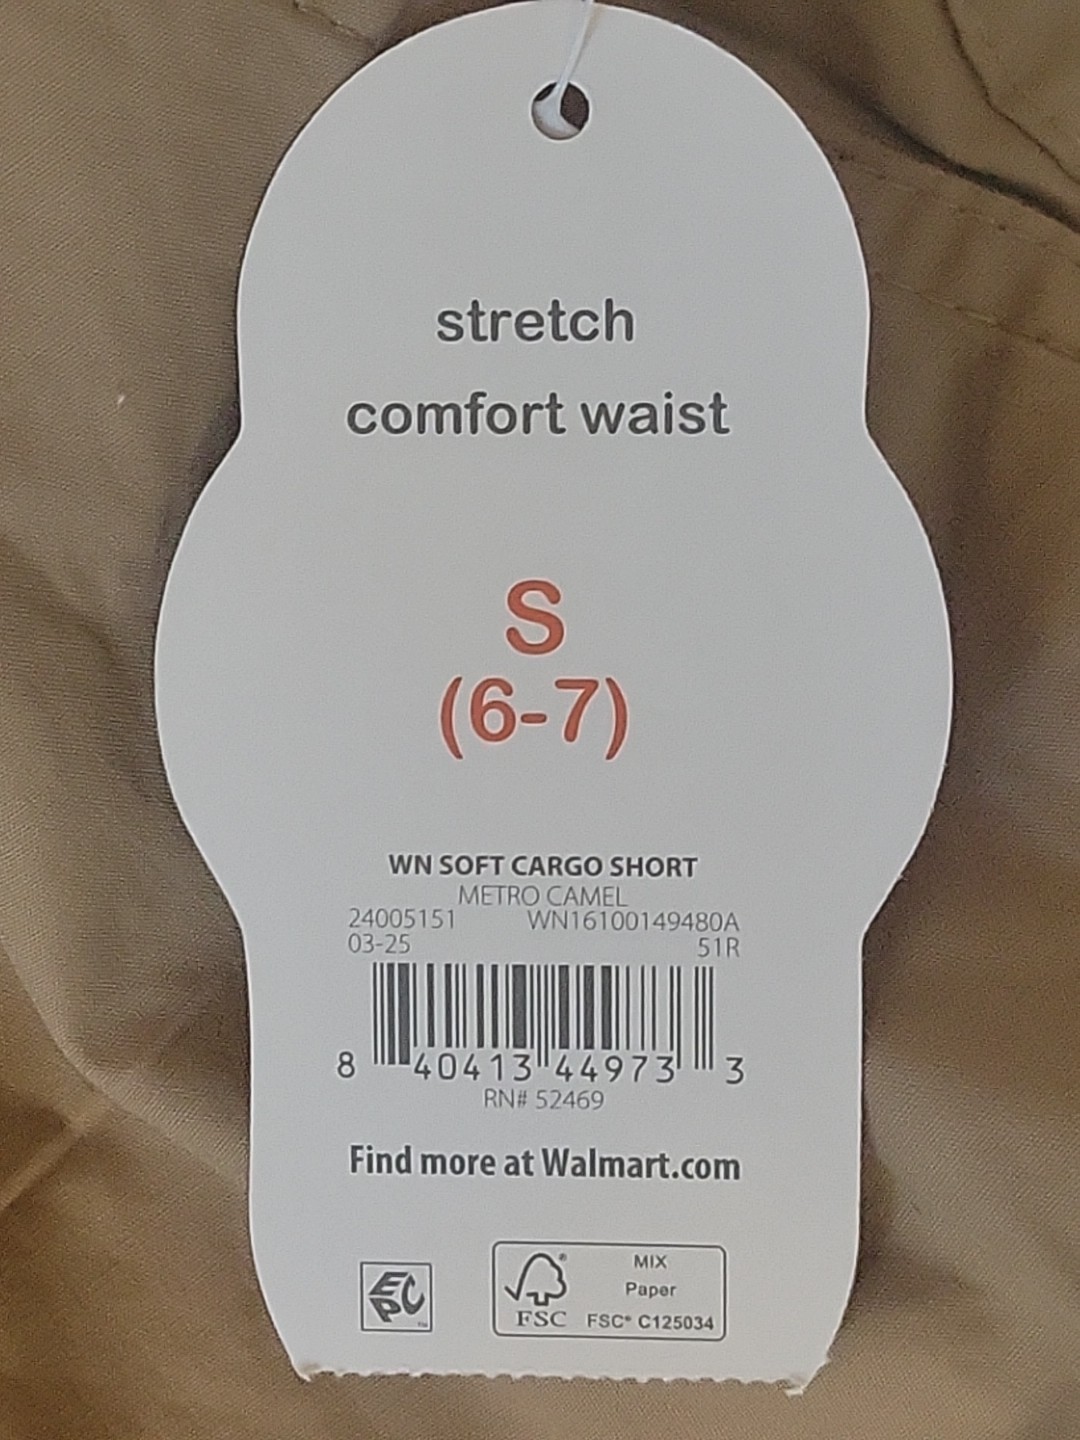 stretch
comfort waist
S
(6-7)
WN SOFT CARGO SHORT
METRO CAMEL
24005151 WN16100149480A
03-25 51R
8 40413 44973 3
RN# 52469
Find more at Walmart.com
EPC™
FSC®
MIX
Paper
FSC® C125034